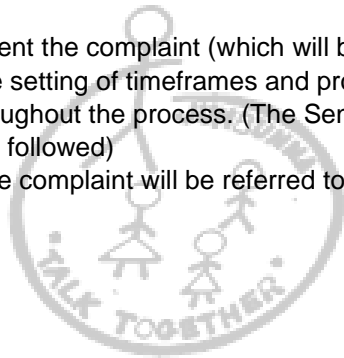 ent the complaint (which will b
e setting of timeframes and pro
ughout the process. (The Ser
followed)
e complaint will be referred to
TALK TOGETHER